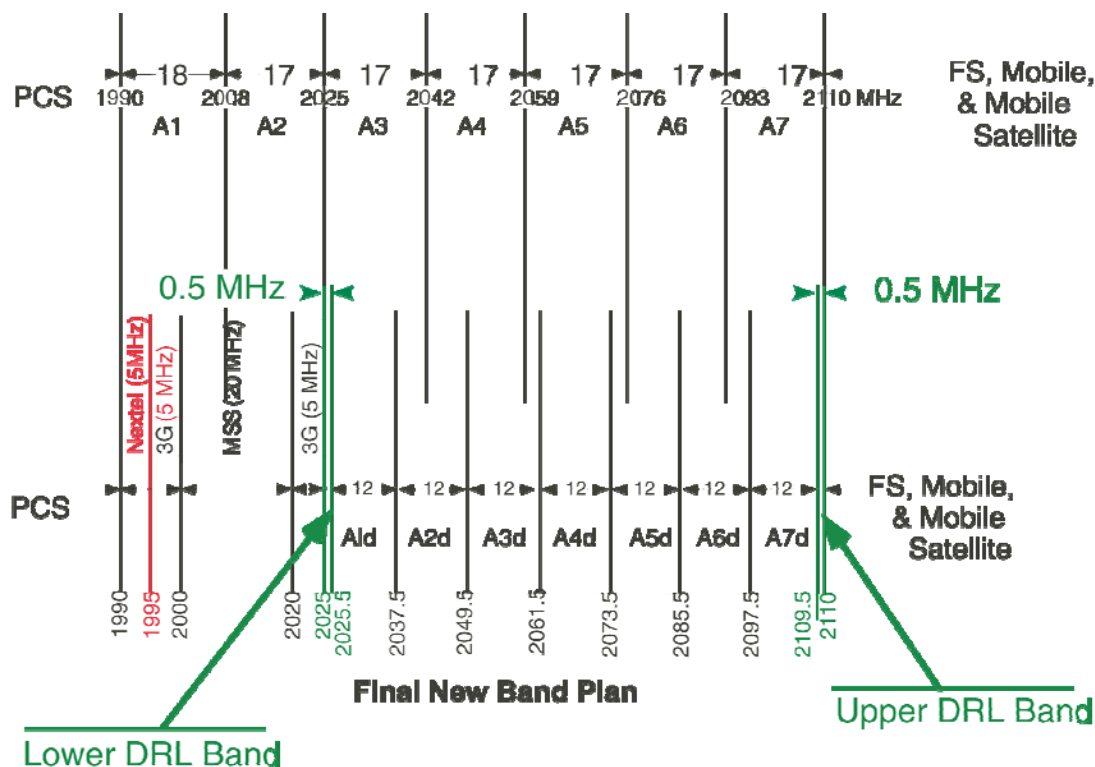 18 17 17 17 17 17 17
PCS 1990 2008 2025 2042 2059 2076 2093 2110 MHz
A1 A2 A3 A4 A5 A6 A7
FS, Mobile,
& Mobile
Satellite
0.5 MHz
0.5 MHz
Nextel (5MHz)
3G (5 MHz)
MSS (20 MHz)
3G (5 MHz)
PCS
12 12 12 12 12 12 12
A1d A2d A3d A4d A5d A6d A7d
FS, Mobile,
& Mobile
Satellite
1990
1995
2000
2020
2025
2025.5
2037.5
2049.5
2061.5
2073.5
2085.5
2097.5
2109.5
2110
Final New Band Plan
Lower DRL Band
Upper DRL Band